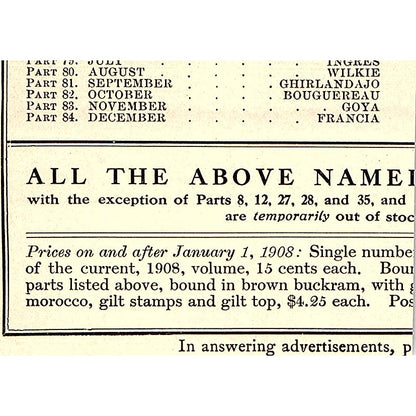 PART 79. JULY . . . . . INGRES
PART 80. AUGUST . . . . . WILKIE
PART 81. SEPTEMBER . . . . GHIRLANDAJO
PART 82. OCTOBER . . . . BOUGUEREAU
PART 83. NOVEMBER . . . . . GOYA
PART 84. DECEMBER . . . . FRANCIA
ALL THE ABOVE NAME
with the exception of Parts 8, 12, 27, 28, and 35, and
are temporarily out of stoc
Prices on and after January 1, 1908: Single numbe
of the current, 1908, volume, 15 cents each. Bou
parts listed above, bound in brown buckram, with g
morocco, gilt stamps and gilt top, $4.25 each. Pos
In answering advertisements, p